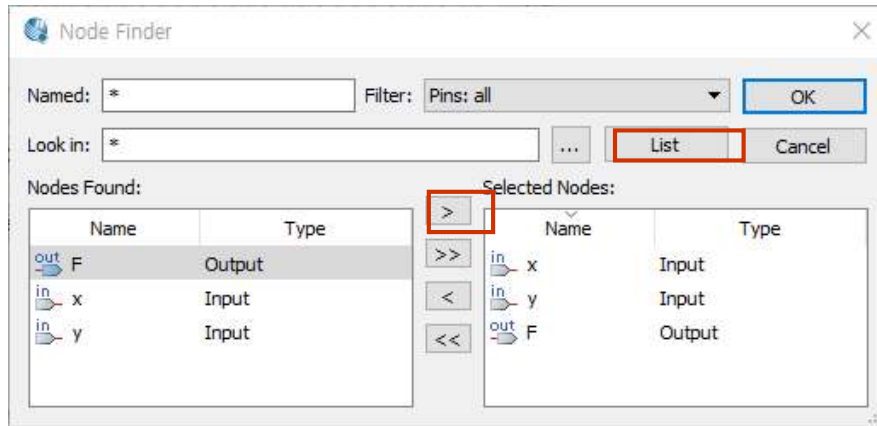 Node Finder
Named: * Filter: Pins: all OK
Look in: * ... List Cancel
Nodes Found: Selected Nodes:
Name Type > Name Type
out F Output >> in x Input
in x Input < in y Input
in y Input << out F Output